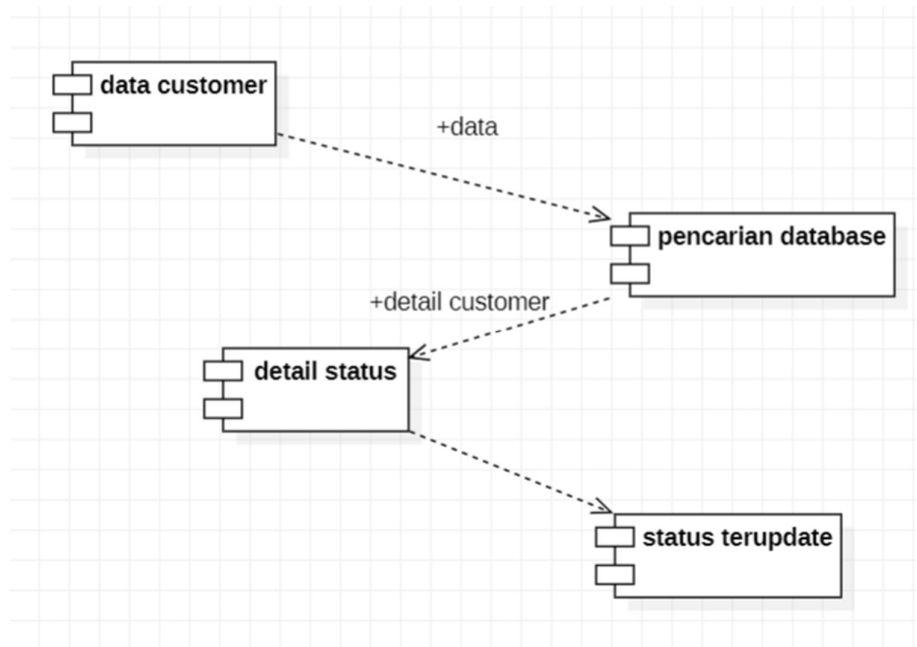 data customer
+data
pencarian database
+detail customer
detail status
status terupdate